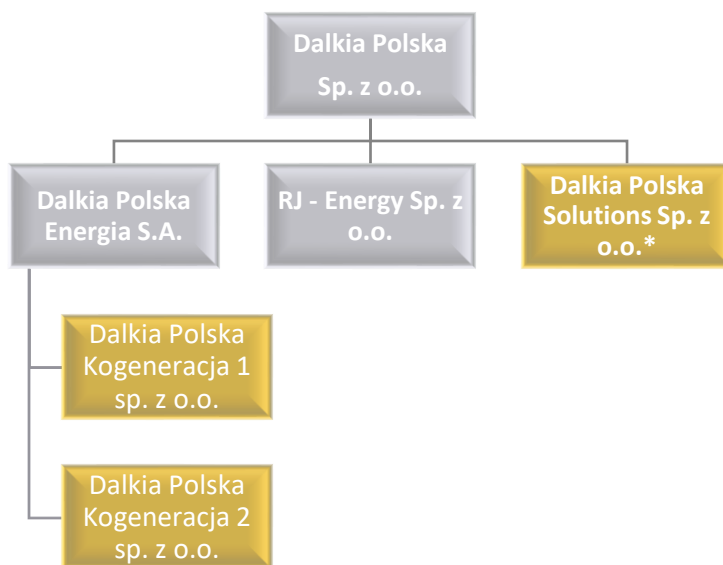 Dalkia Polska
Sp. z o.o.
Dalkia Polska
Energia S.A.
RJ - Energy Sp. z
o.o.
Dalkia Polska
Solutions Sp. z
o.o.*
Dalkia Polska
Kogeneracja 1
sp. z o.o.
Dalkia Polska
Kogeneracja 2
sp. z o.o.